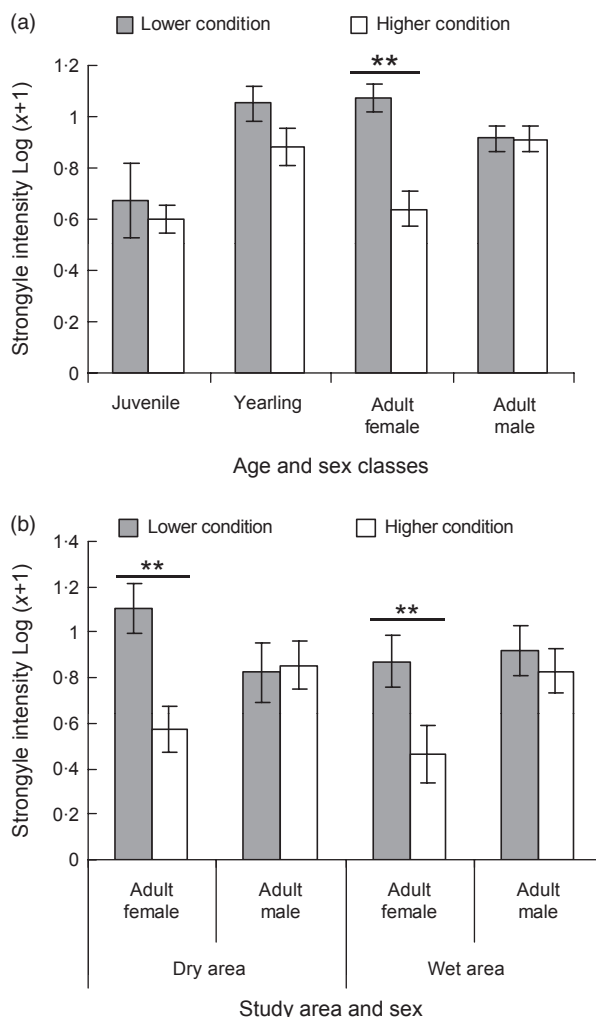 (a)
Lower condition Higher condition
Strongyle intensity Log (x+1)
1·2
1
0·8
0·6
0·4
0·2
0
**
Juvenile Yearling Adult female Adult male
Age and sex classes
(b)
Lower condition Higher condition
Strongyle intensity Log (x+1)
1·4
1·2
1
0·8
0·6
0·4
0·2
0
**
**
Adult female Adult male Adult female Adult male
Dry area Wet area
Study area and sex